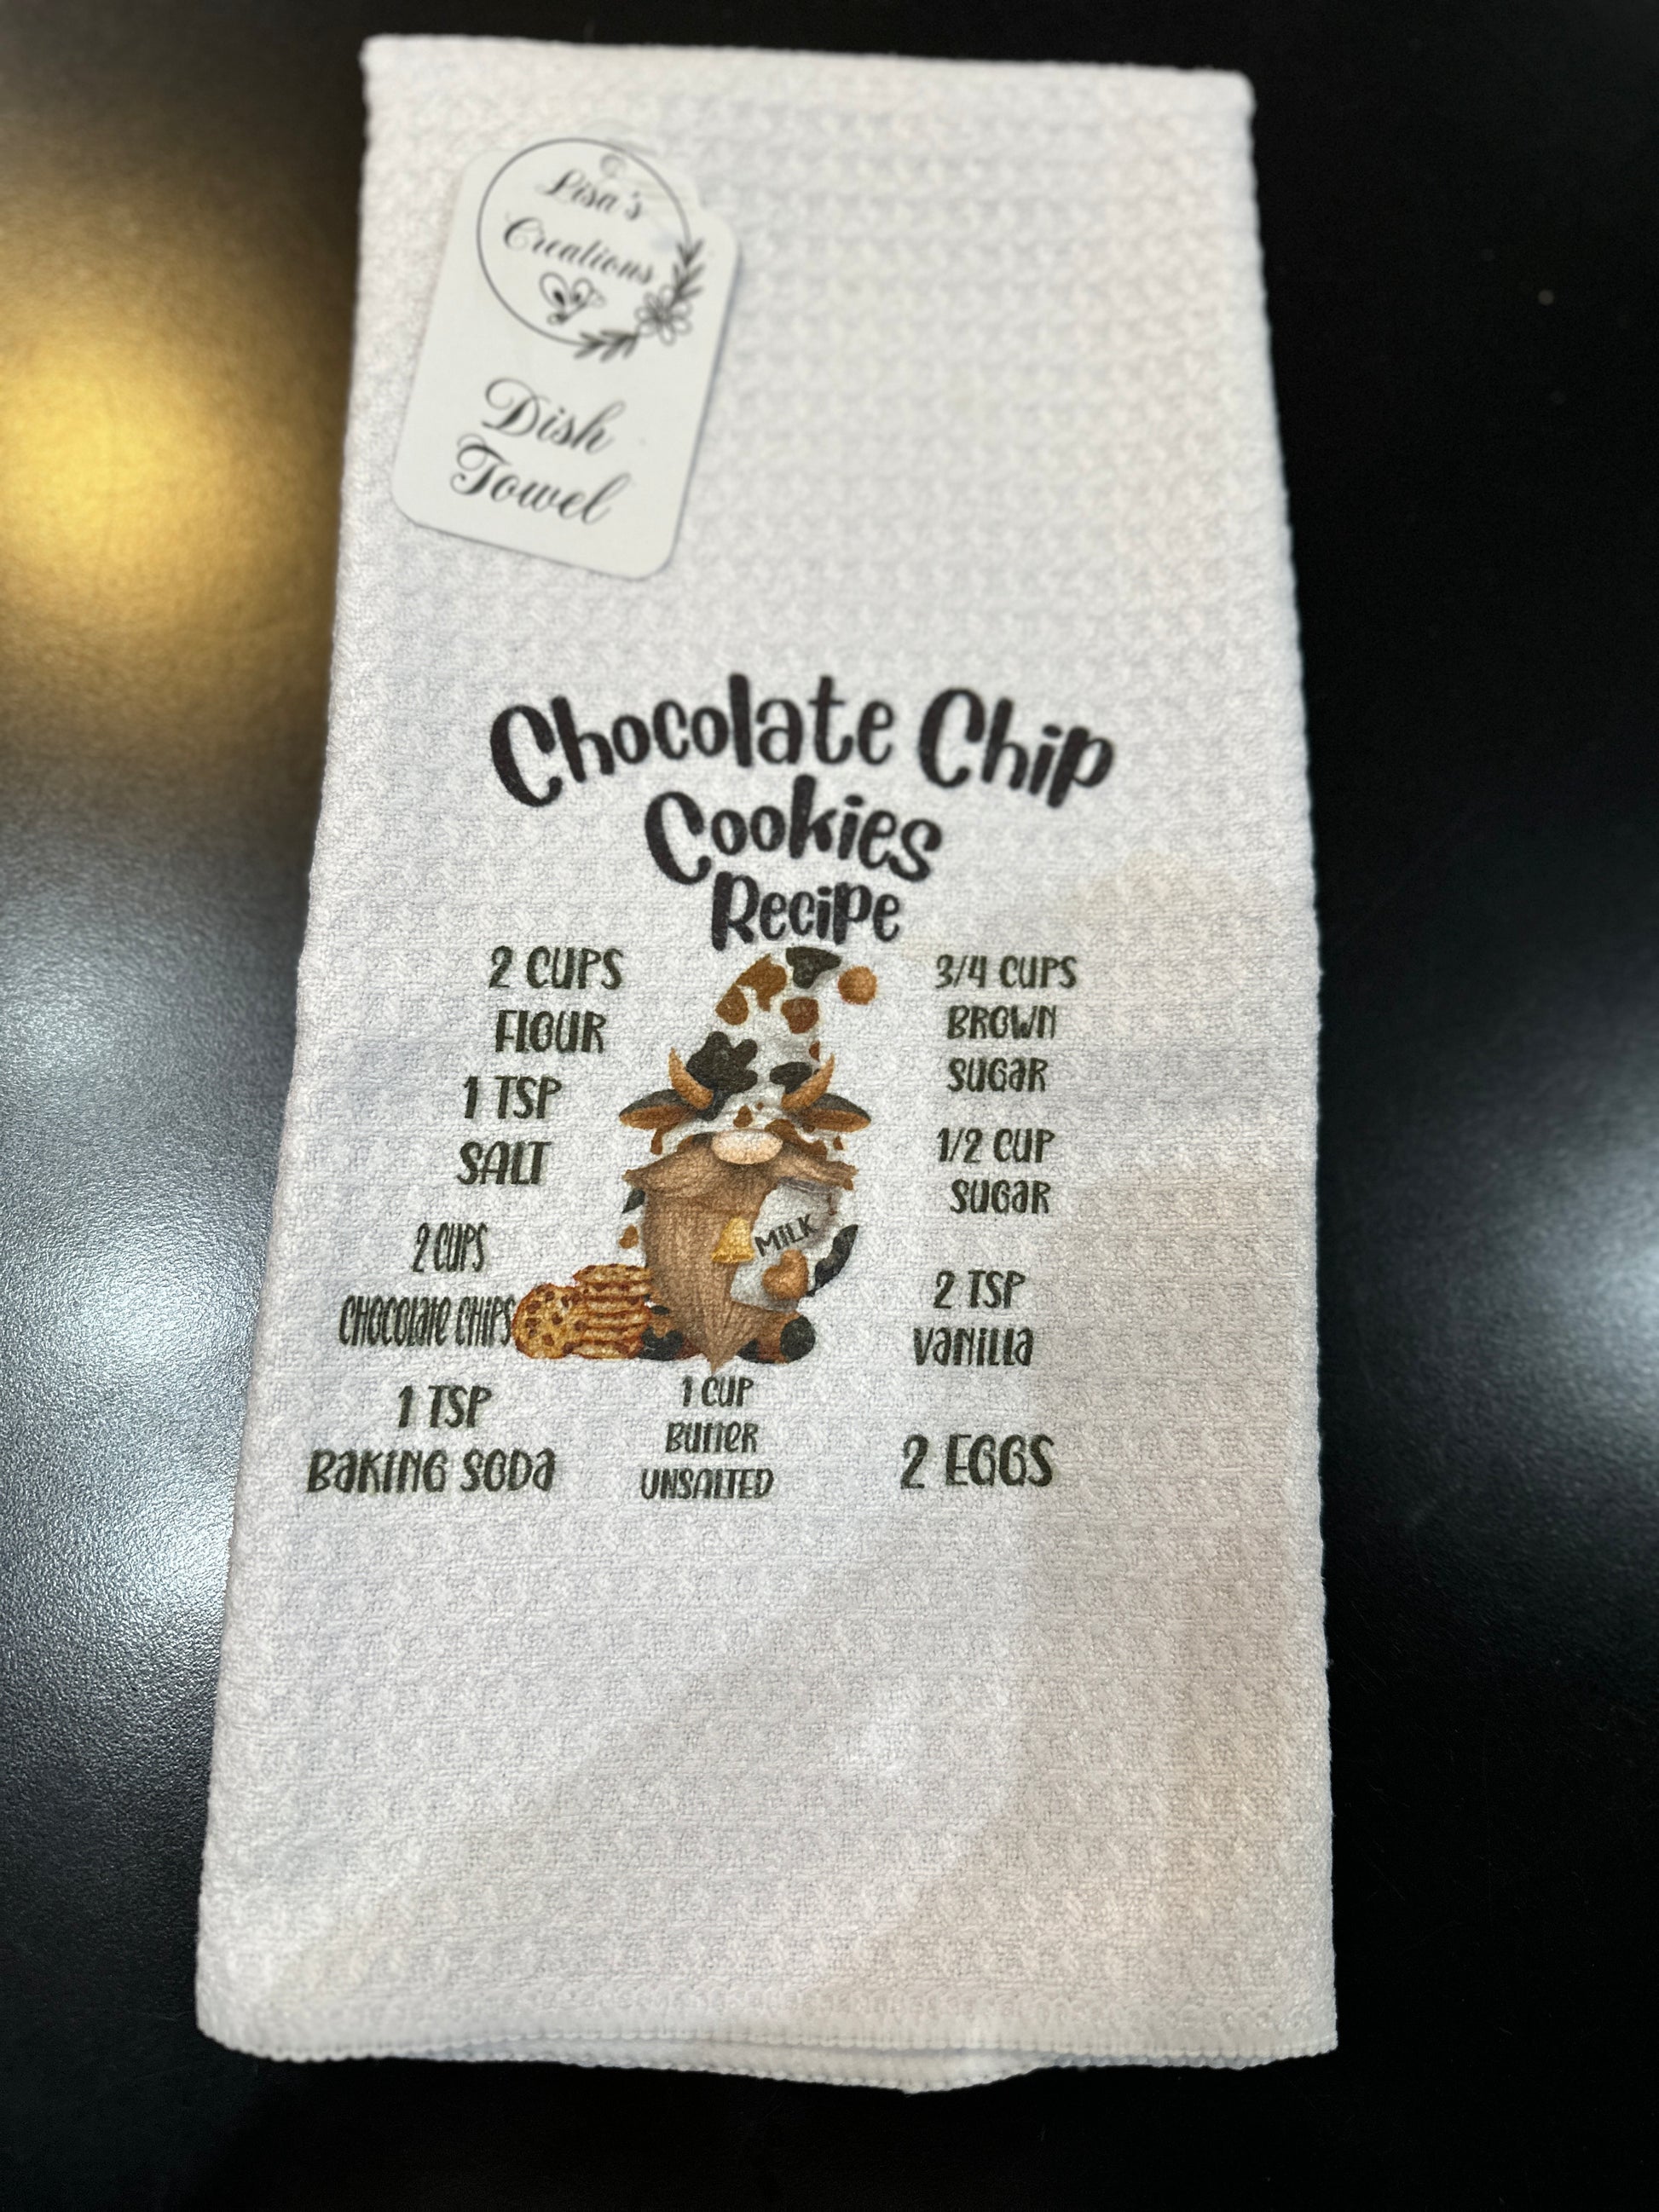 Lisa's
Creations
Dish
Towel
Chocolate Chip
Cookies
Recipe
2 CUPS
FLOUR
1 TSP
SALT
2 CUPS
CHOCOLATE CHIPS
1 TSP
BAKING SODA
MILK
1 CUP
BUTTER
UNSALTED
3/4 CUPS
BROWN
SUGAR
1/2 CUP
SUGAR
2 TSP
VANILLA
2 EGGS